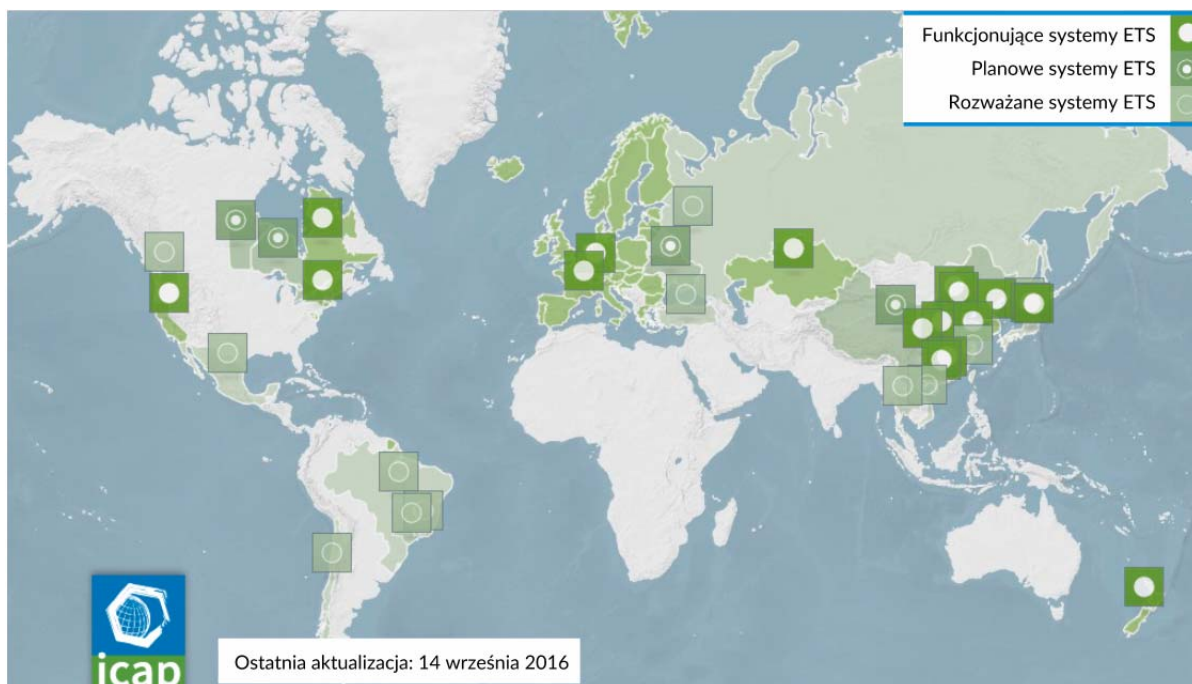 Funkcjonujące systemy ETS
Planowe systemy ETS
Rozważane systemy ETS
icap
Ostatnia aktualizacja: 14 września 2016